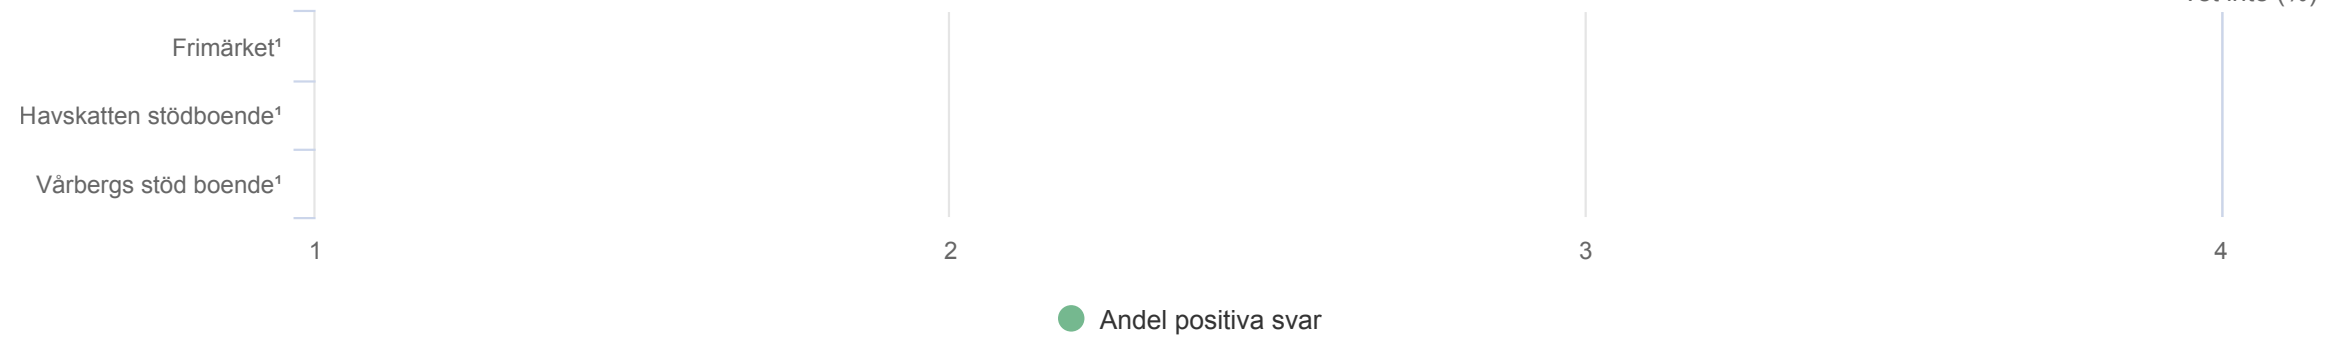 Frimärket¹
Havskatten stödboende¹
Vårbergs stöd boende¹
1 2 3 4
Andel positiva svar